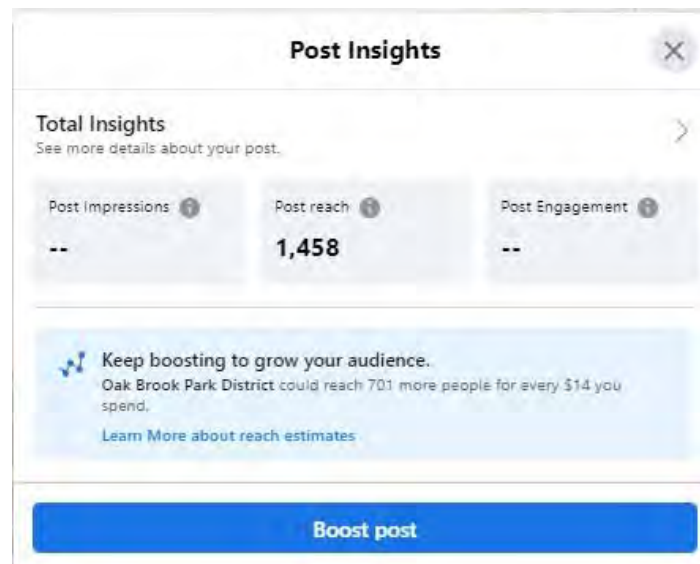 Post Insights
Total Insights
See more details about your post.
Post Impressions
Post reach
Post Engagement
--
1,458
--
Keep boosting to grow your audience.
Oak Brook Park District could reach 701 more people for every $14 you
spend.
Learn More about reach estimates
Boost post